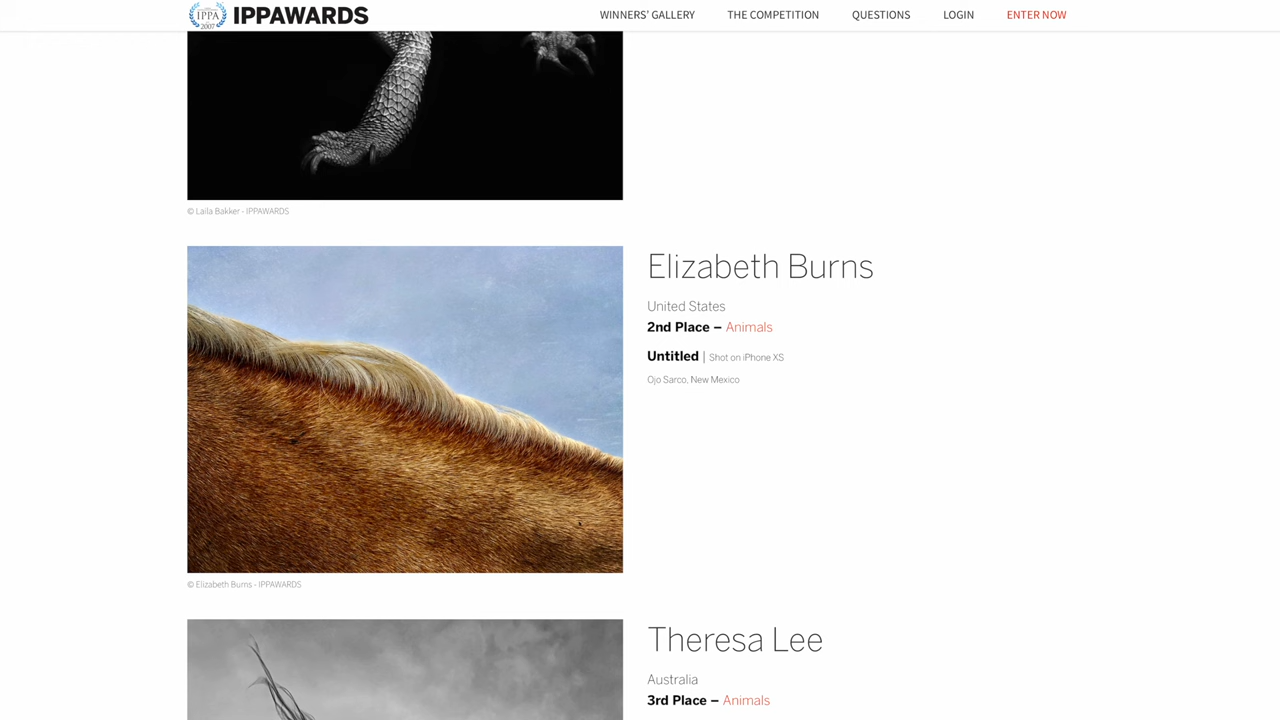 IPPA
2007
IPPAWARDS
WINNERS' GALLERY
THE COMPETITION
QUESTIONS
LOGIN
ENTER NOW
© Laila Bakker - IPPAWARDS
Elizabeth Burns
United States
2nd Place – Animals
Untitled | Shot on iPhone XS
Ojo Sarco, New Mexico
© Elizabeth Burns - IPPAWARDS
Theresa Lee
Australia
3rd Place – Animals